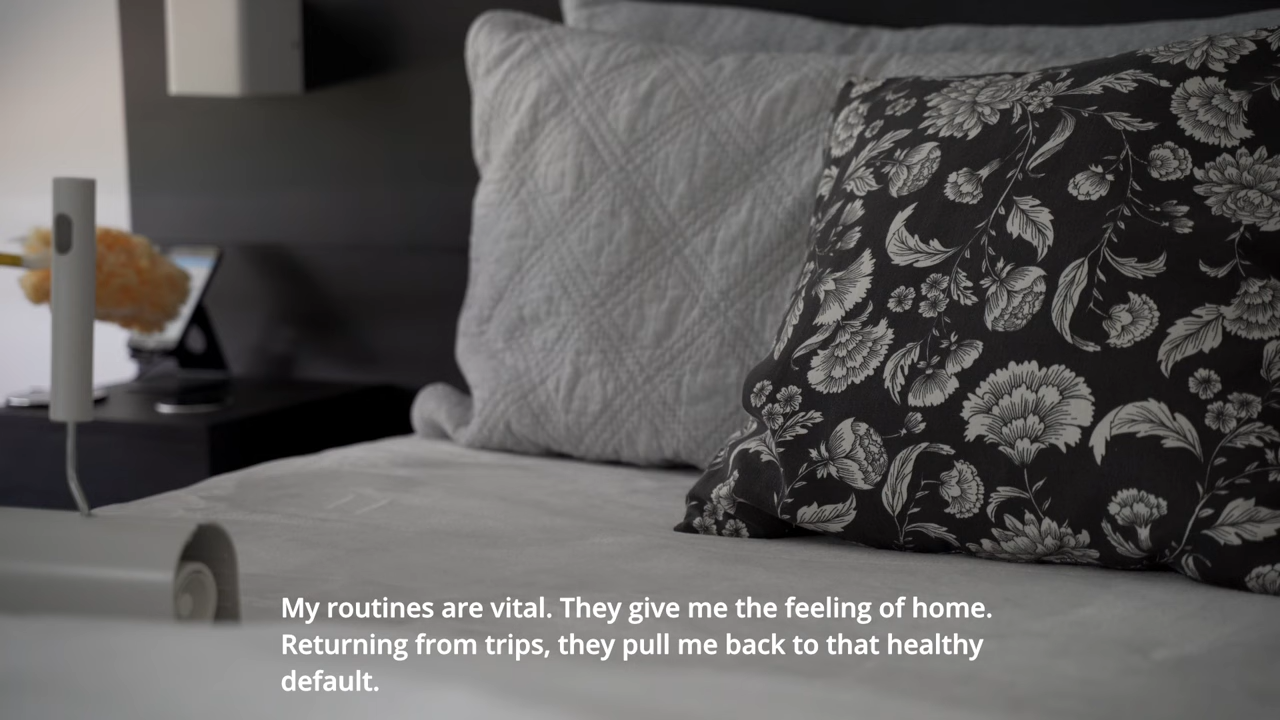 My routines are vital. They give me the feeling of home.
Returning from trips, they pull me back to that healthy
default.